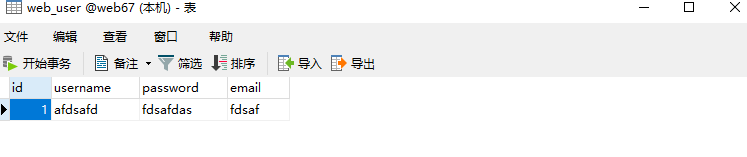 web_user @web67 (本机) - 表
文件 编辑 查看 窗口 帮助
开始事务 备注 筛选 排序 导入 导出
id username password email
1 afdsafd fdsafdas fdsaf